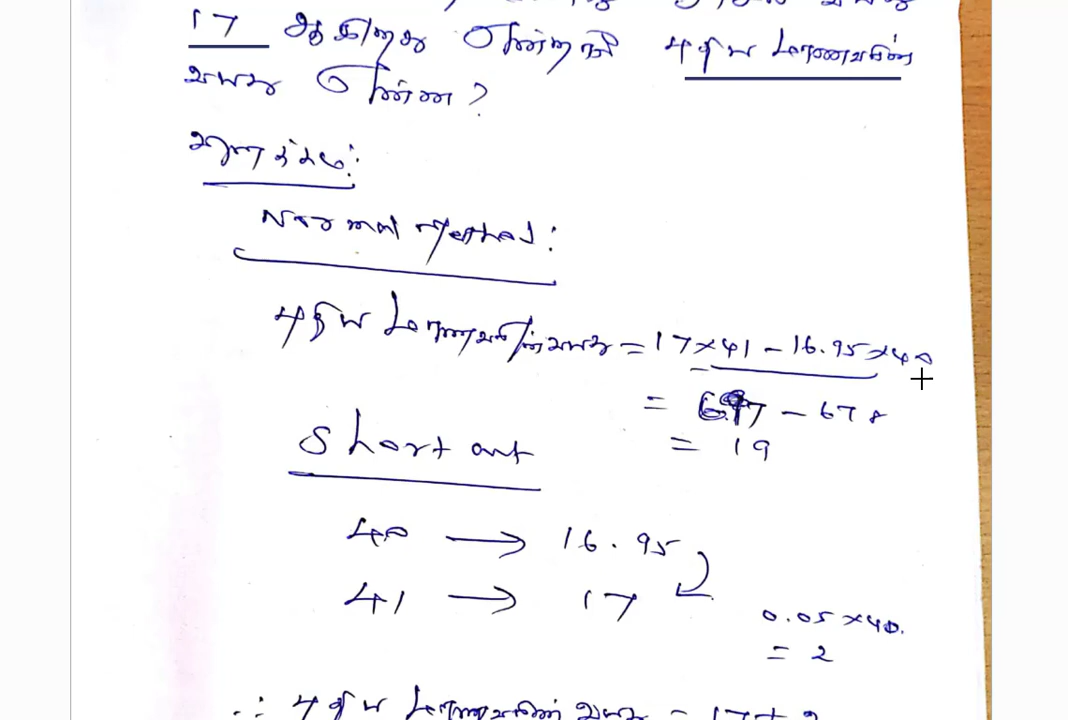 17 ஆகிறது எனில் புதிய மாணவனின்
வயது என்ன?
Normal Method:
புதிய மாணவனின் வயது = 17×41 – 16.95×40
= 697 – 678
= 19
Short cut
40 → 16.95
41 → 17
0.05×40.
= 2
∴ புதிய மாணவனின் வயது = 17+2